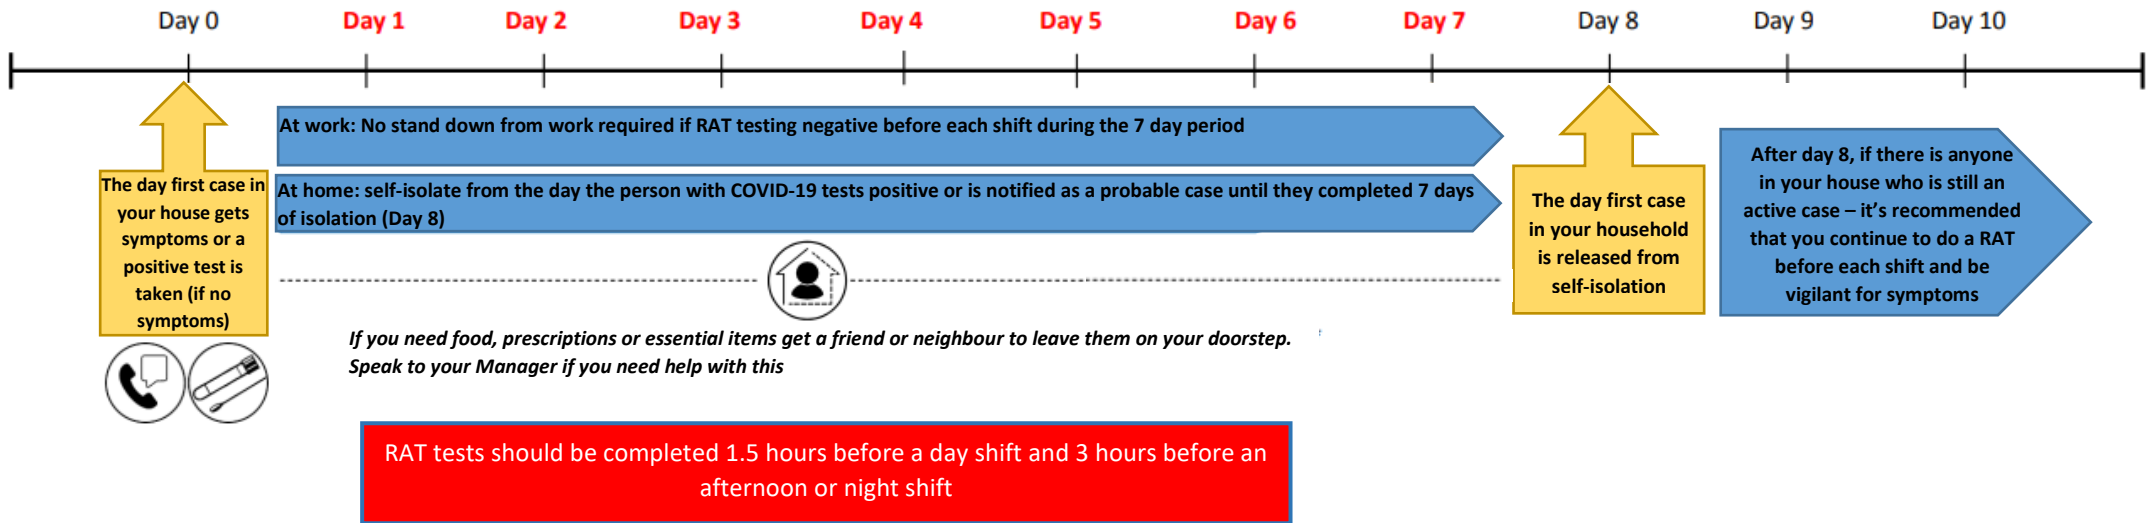 Day 0 Day 1 Day 2 Day 3 Day 4 Day 5 Day 6 Day 7 Day 8 Day 9 Day 10
At work: No stand down from work required if RAT testing negative before each shift during the 7 day period
At home: self-isolate from the day the person with COVID-19 tests positive or is notified as a probable case until they completed 7 days
of isolation (Day 8)
The day first case in
your house gets
symptoms or a
positive test is
taken (if no
symptoms)
The day first case
in your household
is released from
self-isolation
After day 8, if there is anyone
in your house who is still an
active case – it’s recommended
that you continue to do a RAT
before each shift and be
vigilant for symptoms
If you need food, prescriptions or essential items get a friend or neighbour to leave them on your doorstep.
Speak to your Manager if you need help with this
RAT tests should be completed 1.5 hours before a day shift and 3 hours before an
afternoon or night shift